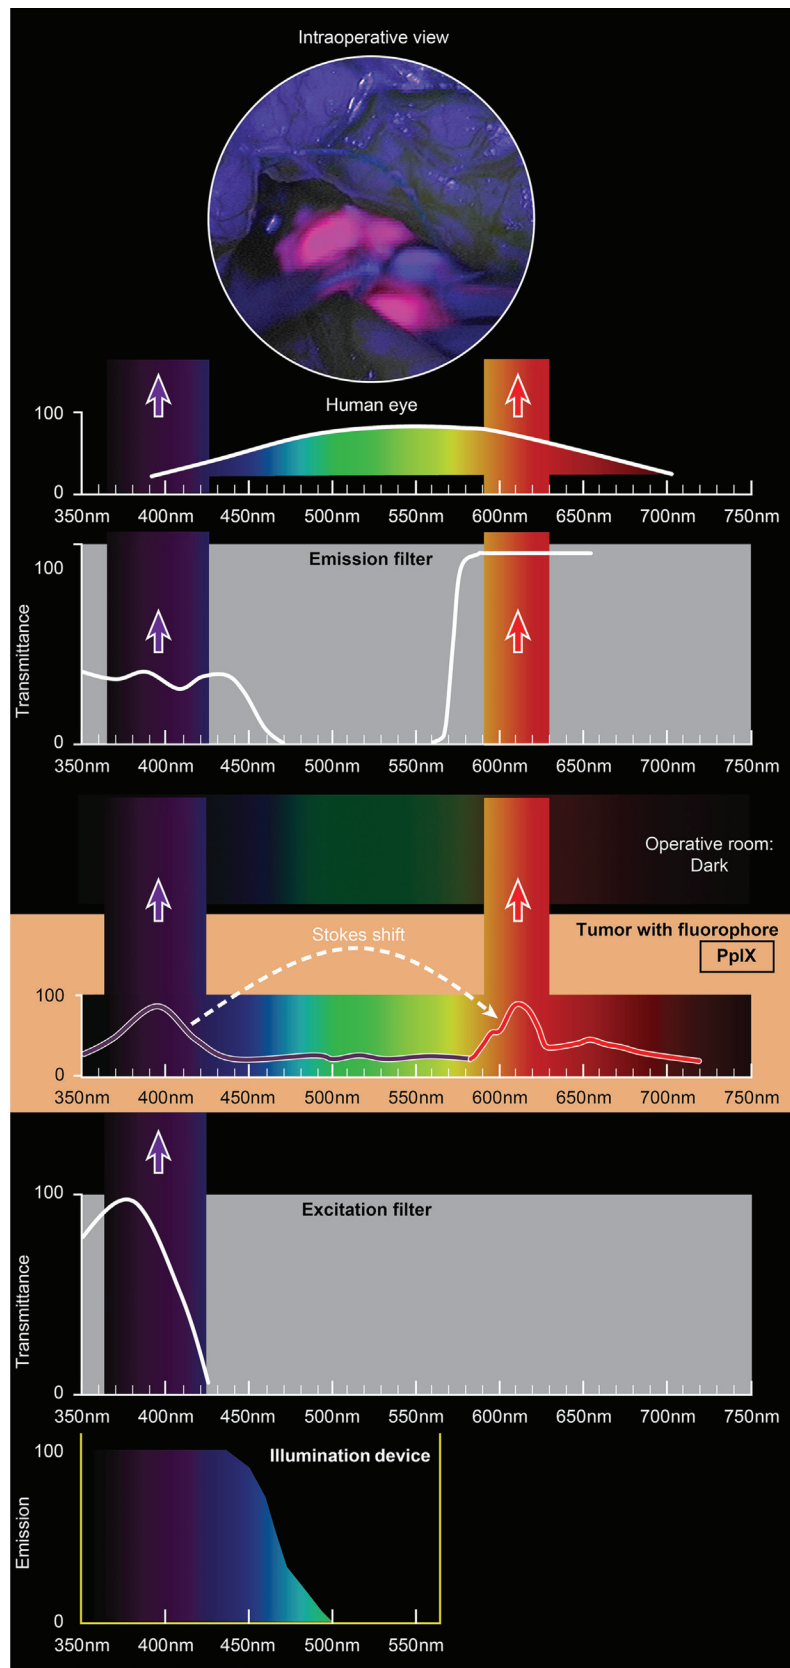 Intraoperative view
Human eye
100
0
350nm 400nm 450nm 500nm 550nm 600nm 650nm 700nm 750nm
Emission filter
100
Transmittance
0
350nm 400nm 450nm 500nm 550nm 600nm 650nm 700nm 750nm
Operative room:
Dark
Tumor with fluorophore
Stokes shift
PpIX
100
0
350nm 400nm 450nm 500nm 550nm 600nm 650nm 700nm 750nm
100
Excitation filter
Transmittance
0
350nm 400nm 450nm 500nm 550nm 600nm 650nm 700nm 750nm
100
Illumination device
Emission
0
350nm 400nm 450nm 500nm 550nm